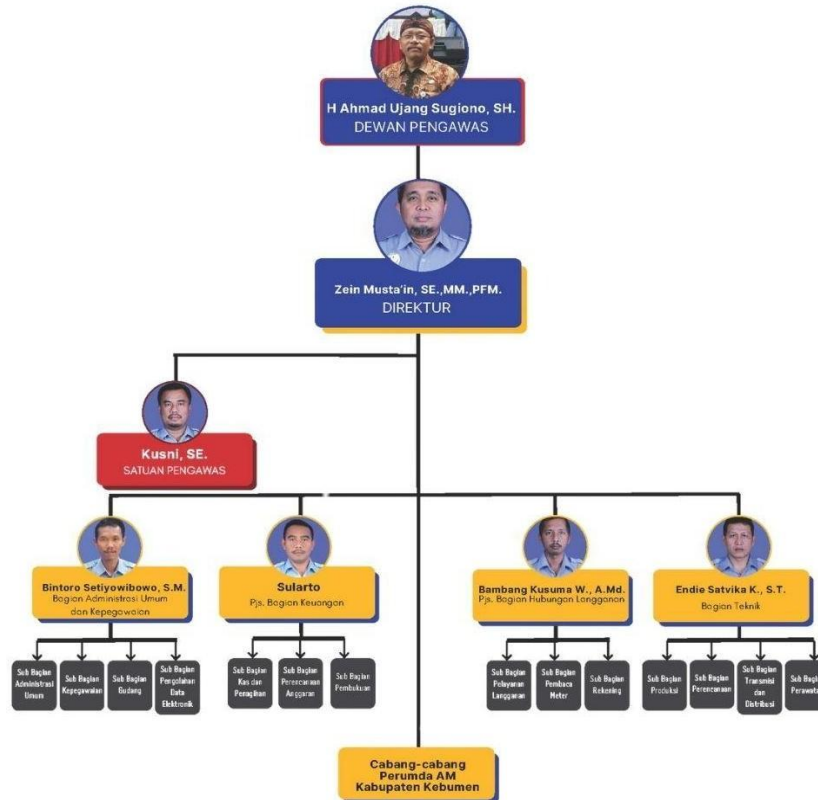 H Ahmad Ujang Sugiono, SH.
DEWAN PENGAWAS
Zein Musta'in, SE.,MM.,PFM.
DIREKTUR
Kusni, SE.
SATUAN PENGAWAS
Bintoro Setiyowibowo, S.M.
Bagian Administrasi Umum
dan Kepegawaian
Sularto
Pjs. Bagian Keuangan
Bambang Kusuma W., A.Md.
Pjs. Bagian Hubungan Langganan
Endie Satvika K., S.T.
Bagian Teknik
Sub Bagian
Administrasi
Umum
Sub Bagian
Kepegawaian
Sub Bagian
Gudang
Sub Bagian
Pengolahan
Data
Elektronik
Sub Bagian
Kas dan
Penagihan
Sub Bagian
Perencanaan
Anggaran
Sub Bagian
Pembukuan
Sub Bagian
Pelayanan
Langganan
Sub Bagian
Pembaca
Meter
Sub Bagian
Rekening
Sub Bagian
Produksi
Sub Bagian
Perencanaan
Sub Bagian
Transmisi
dan
Distribusi
Sub Bagian
Perawata
Cabang-cabang
Perumda AM
Kabupaten Kebumen